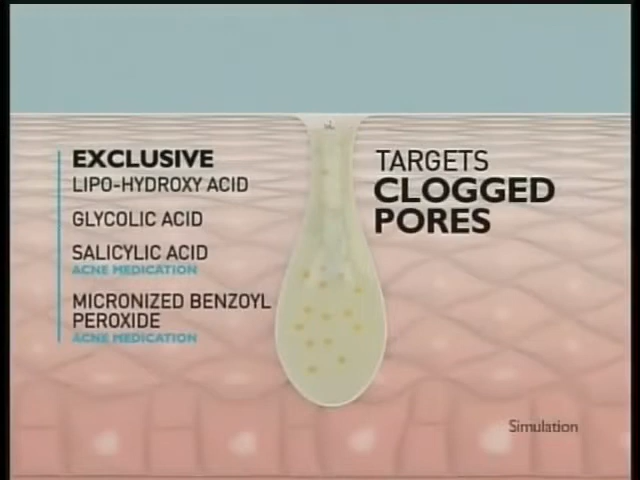 EXCLUSIVE
LIPO-HYDROXY ACID
GLYCOLIC ACID
SALICYLIC ACID
ACNE MEDICATION
MICRONIZED BENZOYL
PEROXIDE
ACNE MEDICATION
TARGETS
CLOGGED
PORES
Simulation